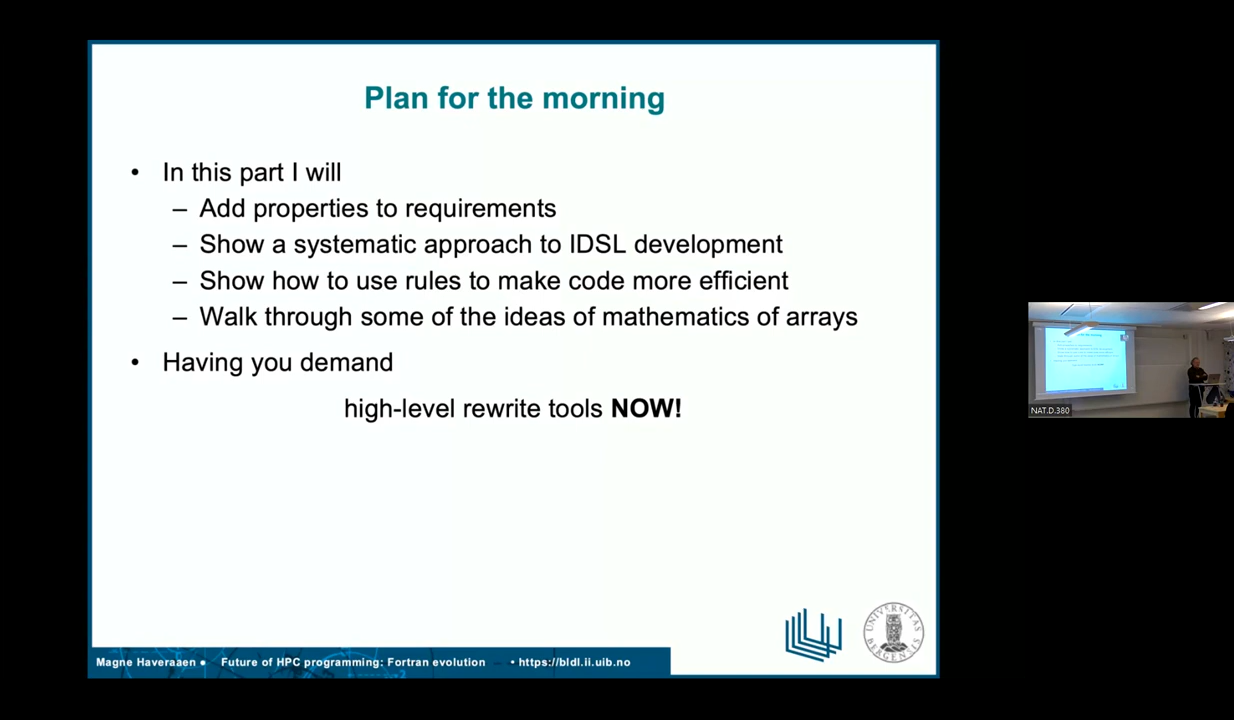 Plan for the morning
• In this part I will
– Add properties to requirements
– Show a systematic approach to IDSL development
– Show how to use rules to make code more efficient
– Walk through some of the ideas of mathematics of arrays
• Having you demand
high-level rewrite tools NOW!
UNIVERSITAS
BERGENSIS
Magne Haveraaen • Future of HPC programming: Fortran evolution • https://bldl.ii.uib.no
NAT.D.380